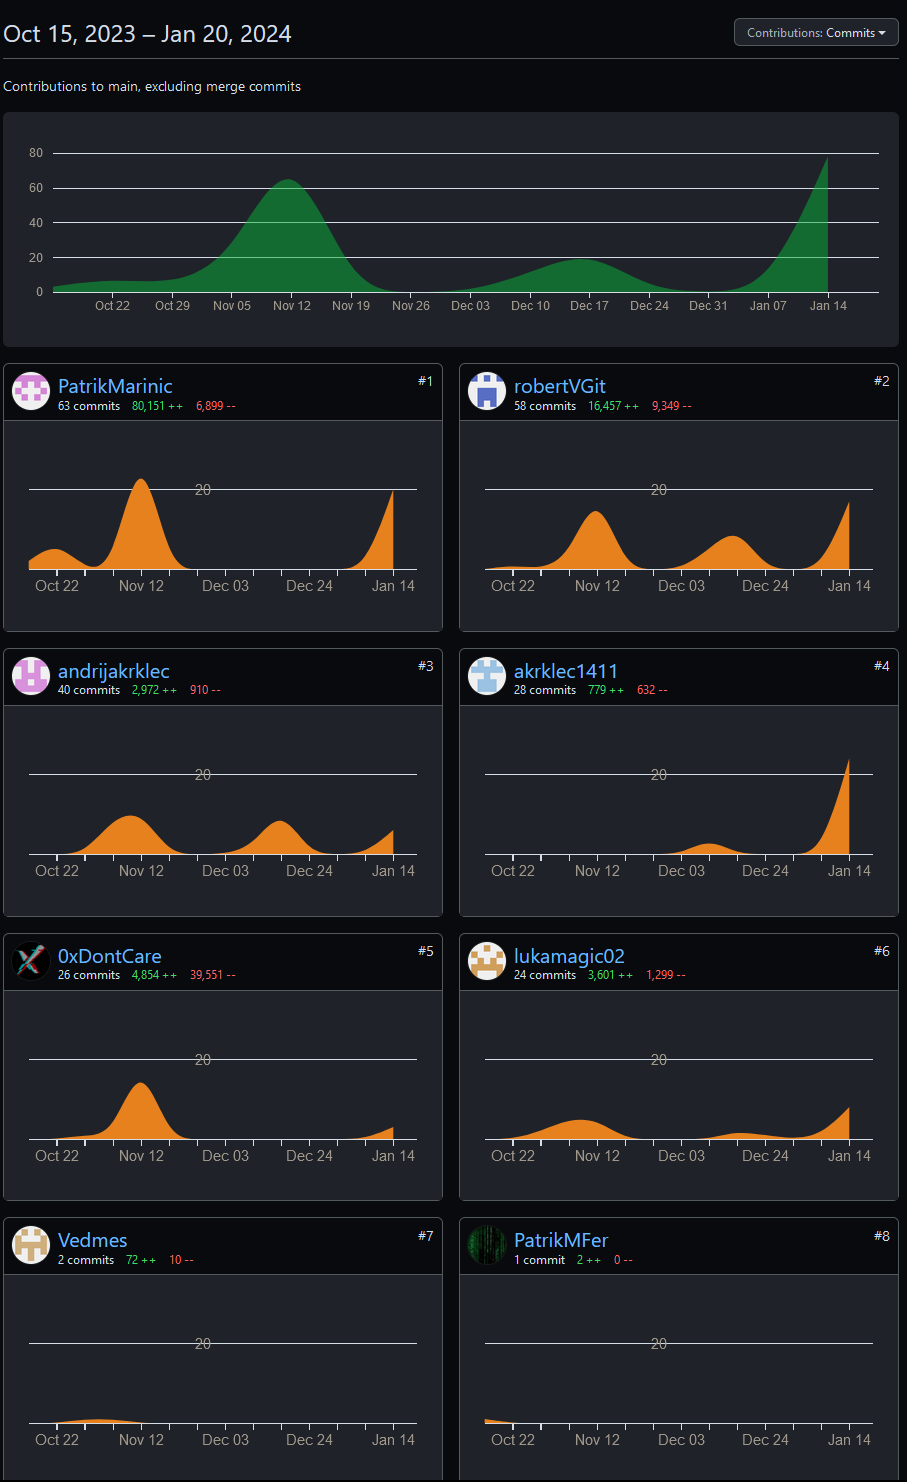 Oct 15, 2023 – Jan 20, 2024
Contributions: Commits
Contributions to main, excluding merge commits
80
60
40
20
0
Oct 22 Oct 29 Nov 05 Nov 12 Nov 19 Nov 26 Dec 03 Dec 10 Dec 17 Dec 24 Dec 31 Jan 07 Jan 14
PatrikMarinic #1
63 commits 80,151 ++ 6,899 --
20
Oct 22 Nov 12 Dec 03 Dec 24 Jan 14
robertVGit #2
58 commits 16,457 ++ 9,349 --
20
Oct 22 Nov 12 Dec 03 Dec 24 Jan 14
andrijakrklec #3
40 commits 2,972 ++ 910 --
20
Oct 22 Nov 12 Dec 03 Dec 24 Jan 14
akrklec1411 #4
28 commits 779 ++ 632 --
20
Oct 22 Nov 12 Dec 03 Dec 24 Jan 14
0xDontCare #5
26 commits 4,854 ++ 39,551 --
20
Oct 22 Nov 12 Dec 03 Dec 24 Jan 14
lukamagic02 #6
24 commits 3,601 ++ 1,299 --
20
Oct 22 Nov 12 Dec 03 Dec 24 Jan 14
Vedmes #7
2 commits 72 ++ 10 --
20
Oct 22 Nov 12 Dec 03 Dec 24 Jan 14
PatrikMFer #8
1 commit 2 ++ 0 --
20
Oct 22 Nov 12 Dec 03 Dec 24 Jan 14